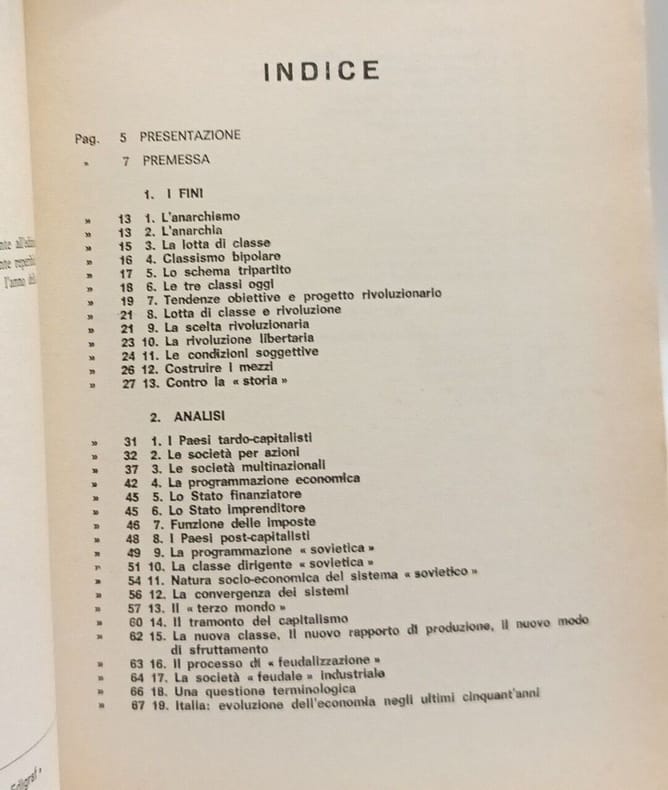 INDICE
Pag. 5 PRESENTAZIONE
» 7 PREMESSA
1. I FINI
» 13 1. L'anarchismo
» 13 2. L'anarchia
» 15 3. La lotta di classe
» 16 4. Classismo bipolare
» 17 5. Lo schema tripartito
» 18 6. Le tre classi oggi
» 19 7. Tendenze obiettive e progetto rivoluzionario
» 21 8. Lotta di classe e rivoluzione
» 21 9. La scelta rivoluzionaria
» 23 10. La rivoluzione libertaria
» 24 11. Le condizioni soggettive
» 26 12. Costruire i mezzi
» 27 13. Contro la « storia »
2. ANALISI
» 31 1. I Paesi tardo-capitalisti
» 32 2. Le società per azioni
» 37 3. Le società multinazionali
» 42 4. La programmazione economica
» 45 5. Lo Stato finanziatore
» 45 6. Lo Stato imprenditore
» 46 7. Funzione delle imposte
» 48 8. I Paesi post-capitalisti
» 49 9. La programmazione « sovietica »
» 51 10. La classe dirigente « sovietica »
» 54 11. Natura socio-economica del sistema « sovietico »
» 56 12. La convergenza dei sistemi
» 57 13. Il « terzo mondo »
» 60 14. Il tramonto del capitalismo
» 62 15. La nuova classe, il nuovo rapporto di produzione, il nuovo modo
di sfruttamento
» 63 16. Il processo di « feudalizzazione »
» 64 17. La società « feudale » industriale
» 66 18. Una questione terminologica
» 67 19. Italia: evoluzione dell'economia negli ultimi cinquant'anni